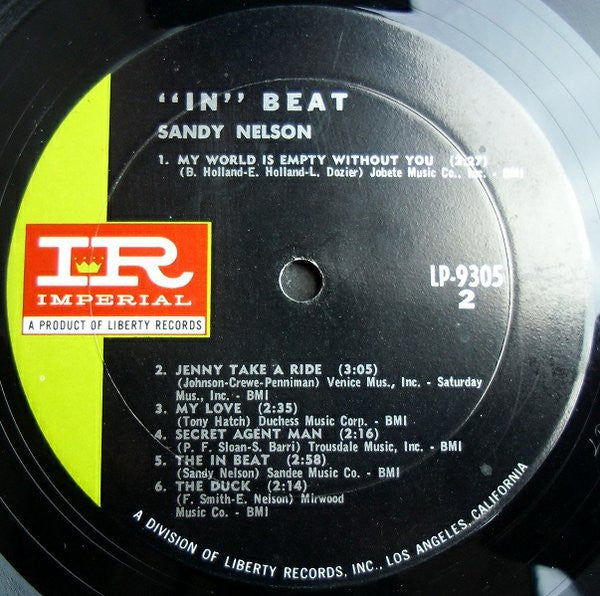 “IN” BEAT
SANDY NELSON
1. MY WORLD IS EMPTY WITHOUT YOU (2:27)
(B. Holland-E. Holland-L. Dozier) Jobete Music Co., Inc. - BMI
IR
IMPERIAL
A PRODUCT OF LIBERTY RECORDS
LP-9305
2
2. JENNY TAKE A RIDE (3:05)
(Johnson-Crewe-Penniman) Venice Mus., Inc. - Saturday
Mus., Inc. - BMI
3. MY LOVE (2:35)
(Tony Hatch) Duchess Music Corp. - BMI
4. SECRET AGENT MAN (2:16)
(P. F. Sloan-S. Barri) Trousdale Music, Inc. - BMI
5. THE IN BEAT (2:58)
(Sandy Nelson) Sandee Music Co. - BMI
6. THE DUCK (2:14)
(F. Smith-E. Nelson) Mirwood
Music Co. - BMI
A DIVISION OF LIBERTY RECORDS, INC., LOS ANGELES, CALIFORNIA